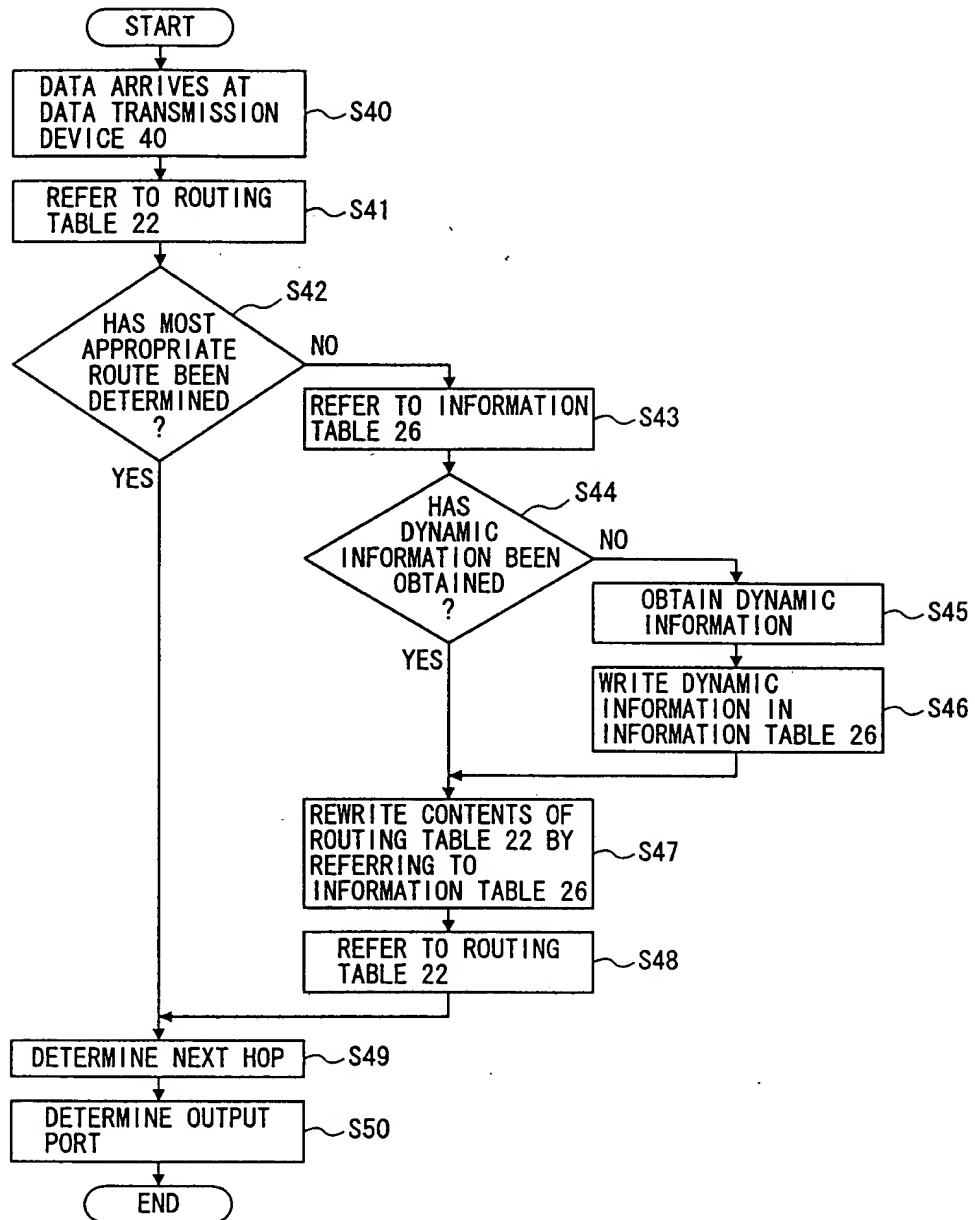 START
DATA ARRIVES AT
DATA TRANSMISSION
DEVICE 40
S40
REFER TO ROUTING
TABLE 22
S41
S42
HAS MOST
APPROPRIATE
ROUTE BEEN
DETERMINED
?
NO
YES
REFER TO INFORMATION
TABLE 26
S43
S44
HAS
DYNAMIC
INFORMATION BEEN
OBTAINED
?
NO
YES
OBTAIN DYNAMIC
INFORMATION
S45
WRITE DYNAMIC
INFORMATION IN
INFORMATION TABLE 26
S46
REWRITE CONTENTS OF
ROUTING TABLE 22 BY
REFERRING TO
INFORMATION TABLE 26
S47
REFER TO ROUTING
TABLE 22
S48
DETERMINE NEXT HOP
S49
DETERMINE OUTPUT
PORT
S50
END